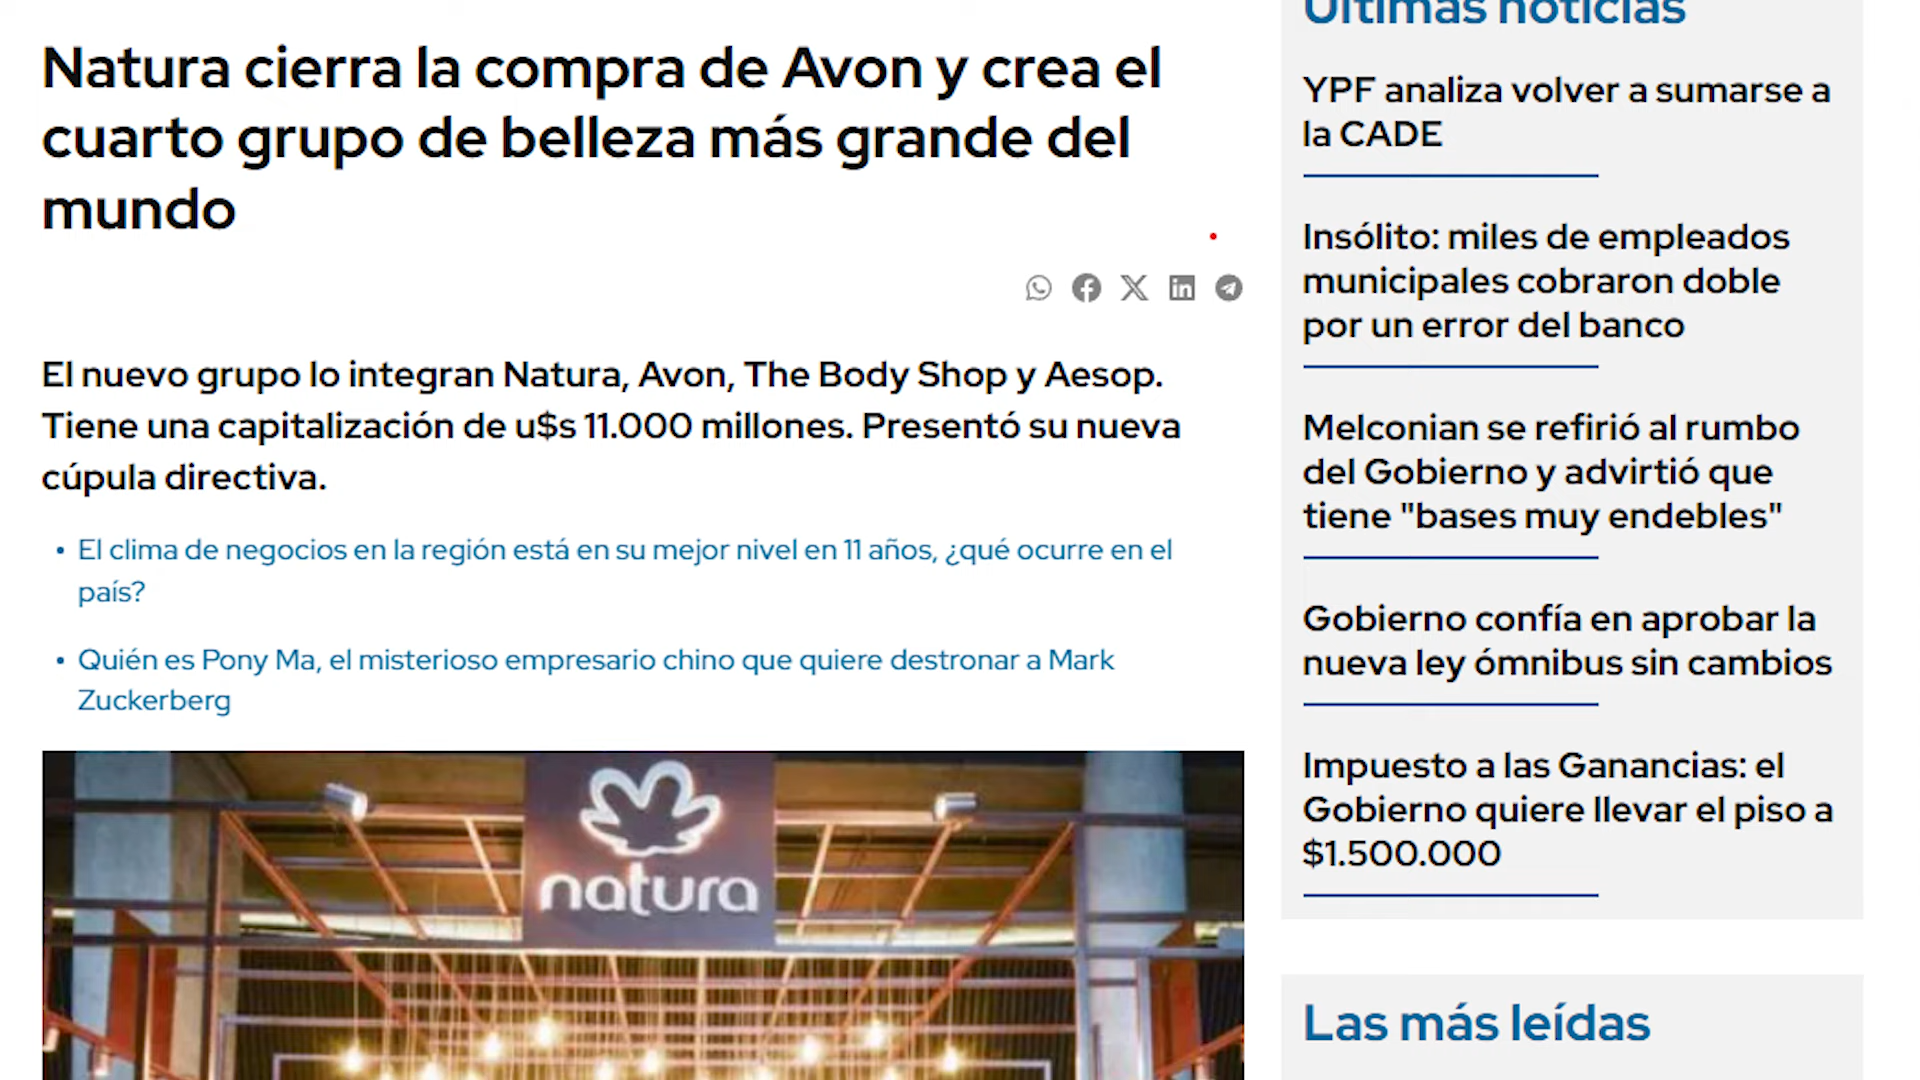 Natura cierra la compra de Avon y crea el
cuarto grupo de belleza más grande del
mundo
El nuevo grupo lo integran Natura, Avon, The Body Shop y Aesop.
Tiene una capitalización de u$s 11.000 millones. Presentó su nueva
cúpula directiva.
• El clima de negocios en la región está en su mejor nivel en 11 años, ¿qué ocurre en el
país?
• Quién es Pony Ma, el misterioso empresario chino que quiere destronar a Mark
Zuckerberg
natura
Últimas noticias
YPF analiza volver a sumarse a
la CADE
Insólito: miles de empleados
municipales cobraron doble
por un error del banco
Melconian se refirió al rumbo
del Gobierno y advirtió que
tiene "bases muy endebles"
Gobierno confía en aprobar la
nueva ley ómnibus sin cambios
Impuesto a las Ganancias: el
Gobierno quiere llevar el piso a
$1.500.000
Las más leídas